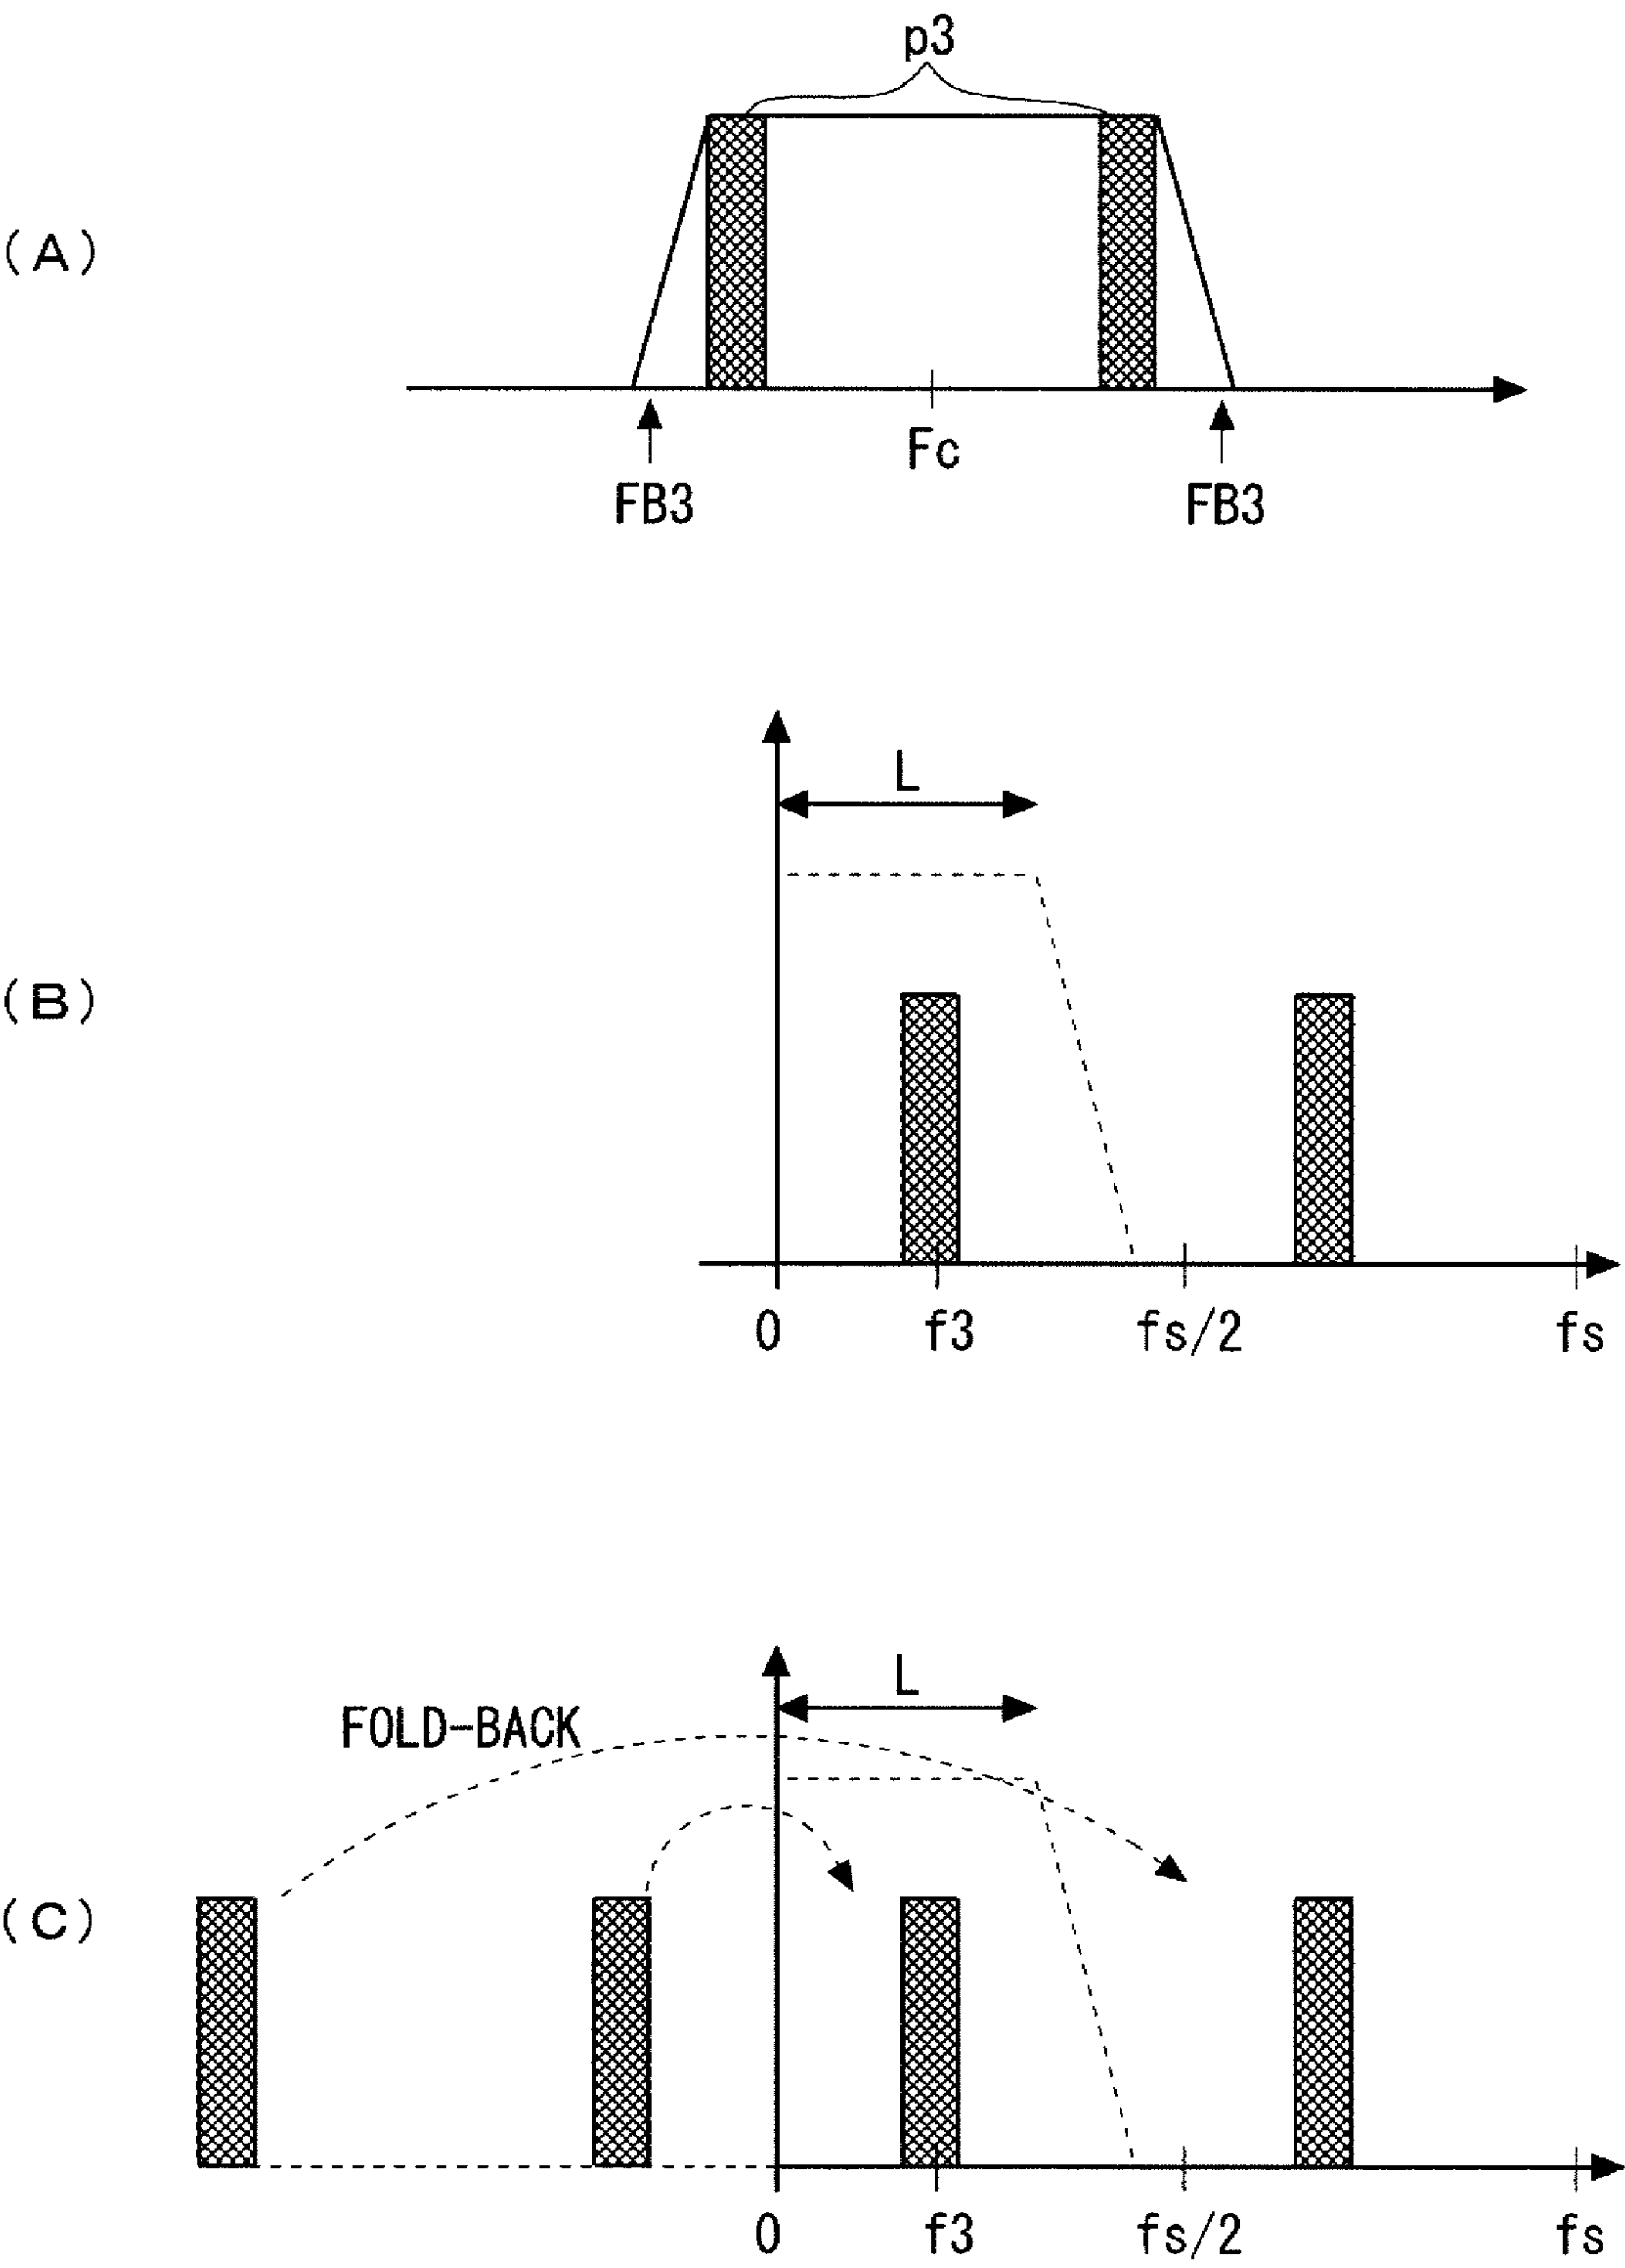 p3
(A)
Fc
FB3 FB3
L
(B)
0 f3 fs/2 fs
L
FOLD-BACK
(C)
0 f3 fs/2 fs